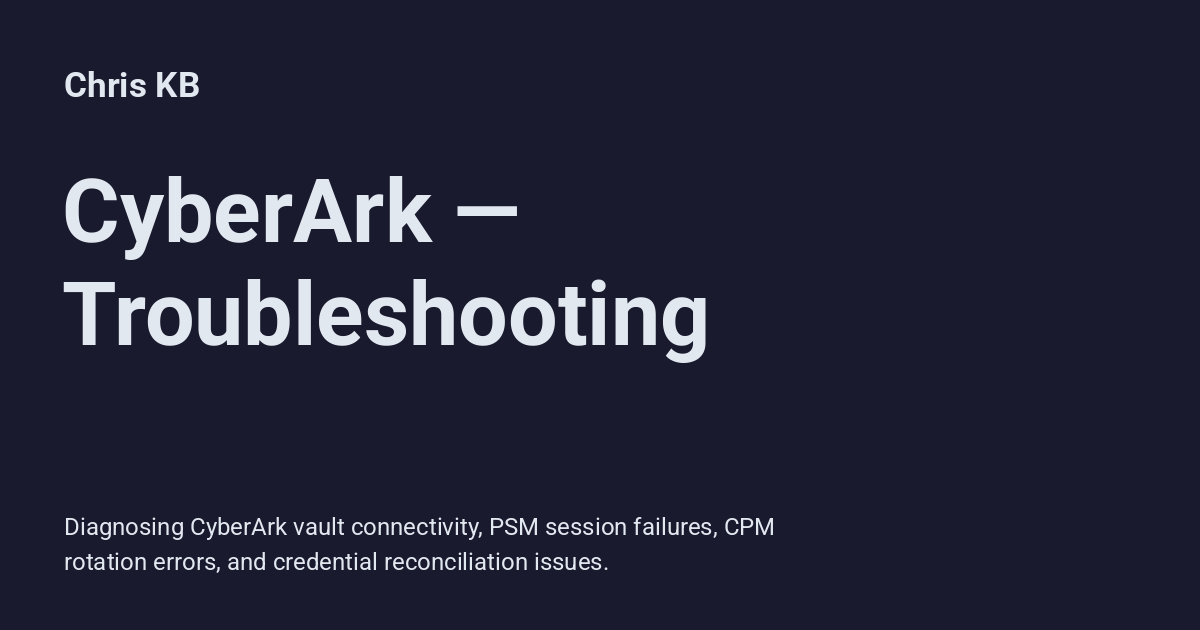 Chris KB
CyberArk —
Troubleshooting
Diagnosing CyberArk vault connectivity, PSM session failures, CPM
rotation errors, and credential reconciliation issues.